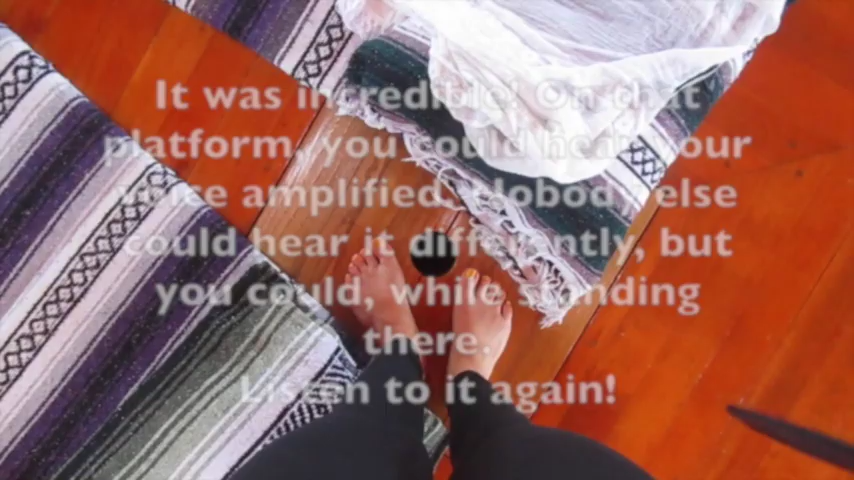 It was incredible! On that
platform, you could hear your
voice amplified. Nobody else
could hear it differently, but
you could, while standing
there.
Listen to it again!